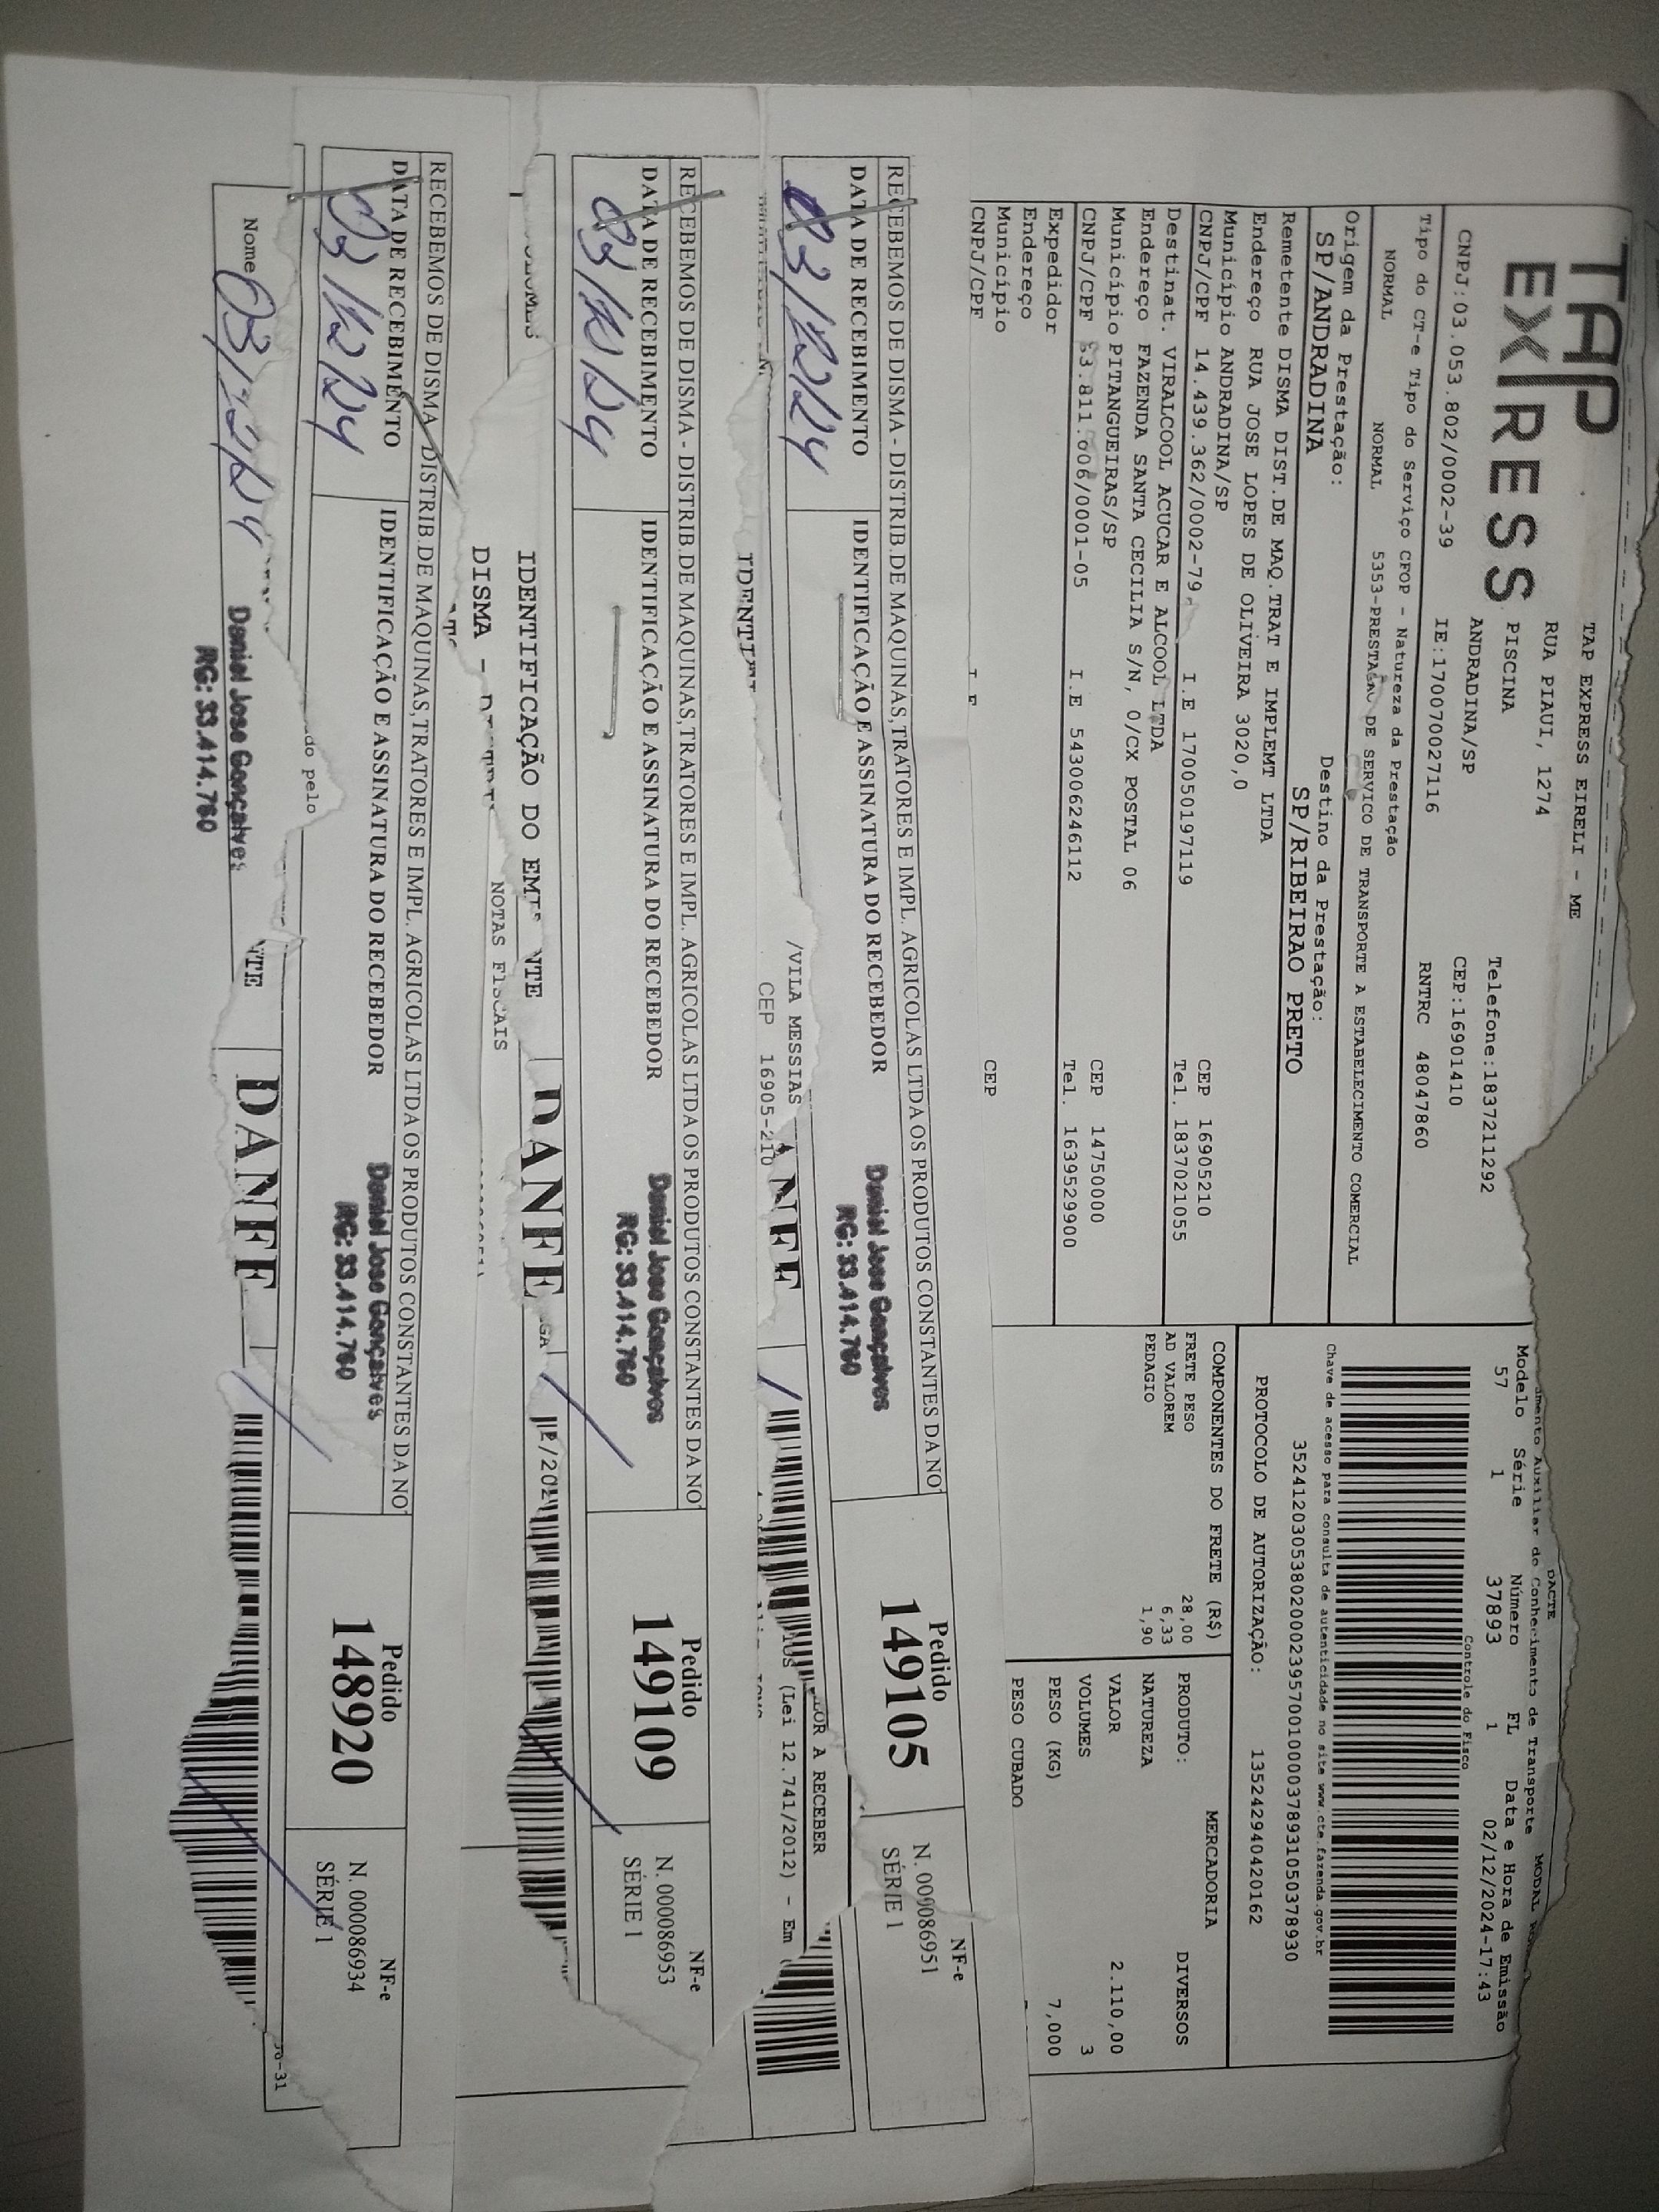 TAP
EXPRESS
TAP EXPRESS EIRELI - ME
RUA PIAUI, 1274
PISCINA
ANDRADINA/SP
Telefone:1837211292
CEP:16901410
CNPJ:03.053.802/0002-39
IE:170070027116
RNTRC 48047860
Tipo do CT-e Tipo do Serviço CFOP - Natureza da Prestação
NORMAL NORMAL 5353-PRESTAÇAO DE SERVICO DE TRANSPORTE A ESTABELECIMENTO COMERCIAL
Origem da Prestação: Destino da Prestação:
SP/ANDRADINA SP/RIBEIRAO PRETO
Remetente DISMA DIST.DE MAQ.TRAT E IMPLEMT LTDA
Endereço RUA JOSE LOPES DE OLIVEIRA 3020,0
Município ANDRADINA/SP CEP 16905210
CNPJ/CPF 14.439.362/0002-79 I.E 170050197119 Tel. 1837021055
Destinat. VIRALCOOL ACUCAR E ALCOOL LTDA
Endereço FAZENDA SANTA CECILIA S/N, 0/CX POSTAL 06
Município PITANGUEIRAS/SP CEP 14750000
CNPJ/CPF 53.811.606/0001-05 I.E 543006246112 Tel. 1639529900
Expedidor
Endereço
Município CEP
CNPJ/CPF
DACTE
Auxiliar do Conhecimento de Transporte MODAL
Modelo Série Número FL Data e Hora de Emissão
57 1 37893 1 02/12/2024-17:43
Controle do Fisco
Chave de acesso para consulta de autenticidade no site www.cte.fazenda.gov.br
35241203053802000239570010000378931050378930
PROTOCOLO DE AUTORIZAÇÃO: 135242940420162
COMPONENTES DO FRETE (R$)
FRETE PESO 28,00
AD VALOREM 6,33
PEDAGIO 1,90
MERCADORIA
PRODUTO: DIVERSOS
NATUREZA
VALOR 2.110,00
VOLUMES 3
PESO (KG) 7,000
PESO CUBADO
RECEBEMOS DE DISMA - DISTRIB.DE MAQUINAS,TRATORES E IMPL. AGRICOLAS LTDA OS PRODUTOS CONSTANTES DA NO
DATA DE RECEBIMENTO IDENTIFICAÇÃO E ASSINATURA DO RECEBEDOR
03/12/24
Daniel Jose Gonçalves
RG: 33.414.760
Pedido
149105
NF-e
N. 000086951
SÉRIE 1
A RECEBER
/VILA MESSIAS
CEP 16905-210
(Lei 12.741/2012) - Em
RECEBEMOS DE DISMA - DISTRIB.DE MAQUINAS,TRATORES E IMPL. AGRICOLAS LTDA OS PRODUTOS CONSTANTES DA NO
DATA DE RECEBIMENTO IDENTIFICAÇÃO E ASSINATURA DO RECEBEDOR
03/12/24
Daniel Jose Gonçalves
RG: 33.414.760
Pedido
149109
NF-e
N. 000086953
SÉRIE 1
IDENTIFICAÇÃO DO
DANFE
DISMA -
NOTAS FISCAIS
RECEBEMOS DE DISMA - DISTRIB.DE MAQUINAS,TRATORES E IMPL. AGRICOLAS LTDA OS PRODUTOS CONSTANTES DA NO
DATA DE RECEBIMENTO IDENTIFICAÇÃO E ASSINATURA DO RECEBEDOR
03/12/24
Daniel Jose Gonçalves
RG: 33.414.760
Pedido
148920
NF-e
N. 000086934
SÉRIE 1
pelo
Nome
03/12/24
Daniel Jose Gonçalves
RG: 33.414.760
DANFE